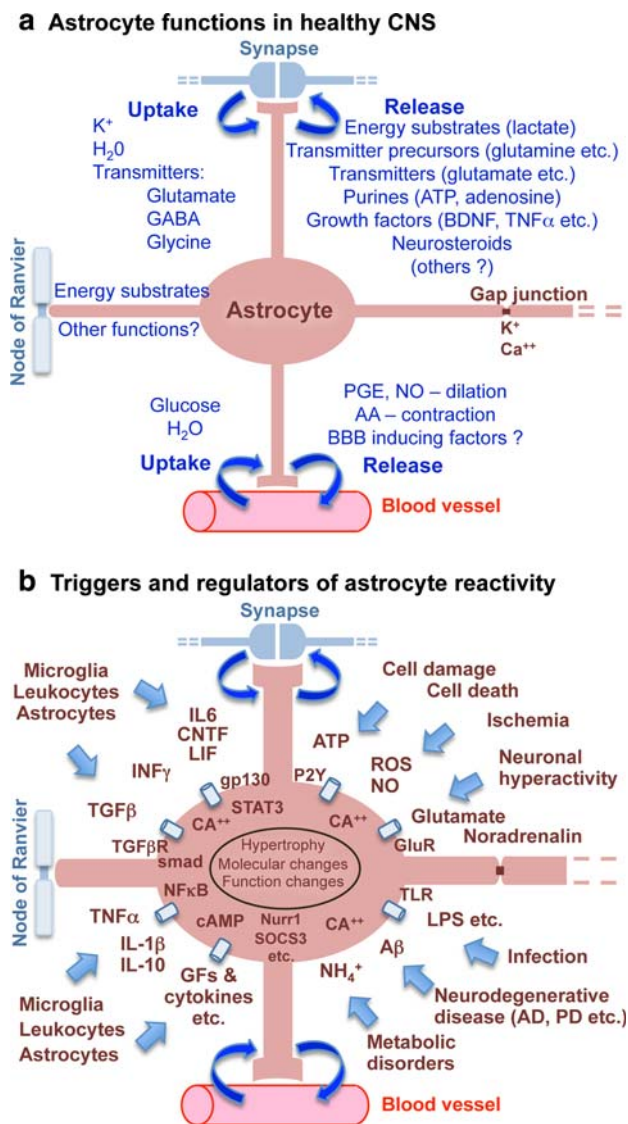 a Astrocyte functions in healthy CNS
Synapse
Uptake
K⁺
H₂0
Transmitters:
Glutamate
GABA
Glycine
Release
Energy substrates (lactate)
Transmitter precursors (glutamine etc.)
Transmitters (glutamate etc.)
Purines (ATP, adenosine)
Growth factors (BDNF, TNFα etc.)
Neurosteroids
(others ?)
Node of Ranvier
Energy substrates
Other functions?
Astrocyte
Gap junction
K⁺
Ca⁺⁺
Glucose
H₂O
Uptake
PGE, NO – dilation
AA – contraction
BBB inducing factors ?
Release
Blood vessel
b Triggers and regulators of astrocyte reactivity
Synapse
Microglia
Leukocytes
Astrocytes
IL6
CNTF
LIF
INFγ
TGFβ
Cell damage
Cell death
Ischemia
Neuronal
hyperactivity
ATP
ROS
NO
Glutamate
Noradrenalin
gp130
P2Y
STAT3
CA⁺⁺
CA⁺⁺
GluR
TGFβR
smad
NFκB
Hypertrophy
Molecular changes
Function changes
Node of Ranvier
TLR
LPS etc.
cAMP
Nurr1
SOCS3
etc.
CA⁺⁺
TNFα
IL-1β
IL-10
GFs &
cytokines
etc.
NH₄⁺
Aβ
Infection
Neurodegenerative
disease (AD, PD etc.)
Metabolic
disorders
Microglia
Leukocytes
Astrocytes
Blood vessel